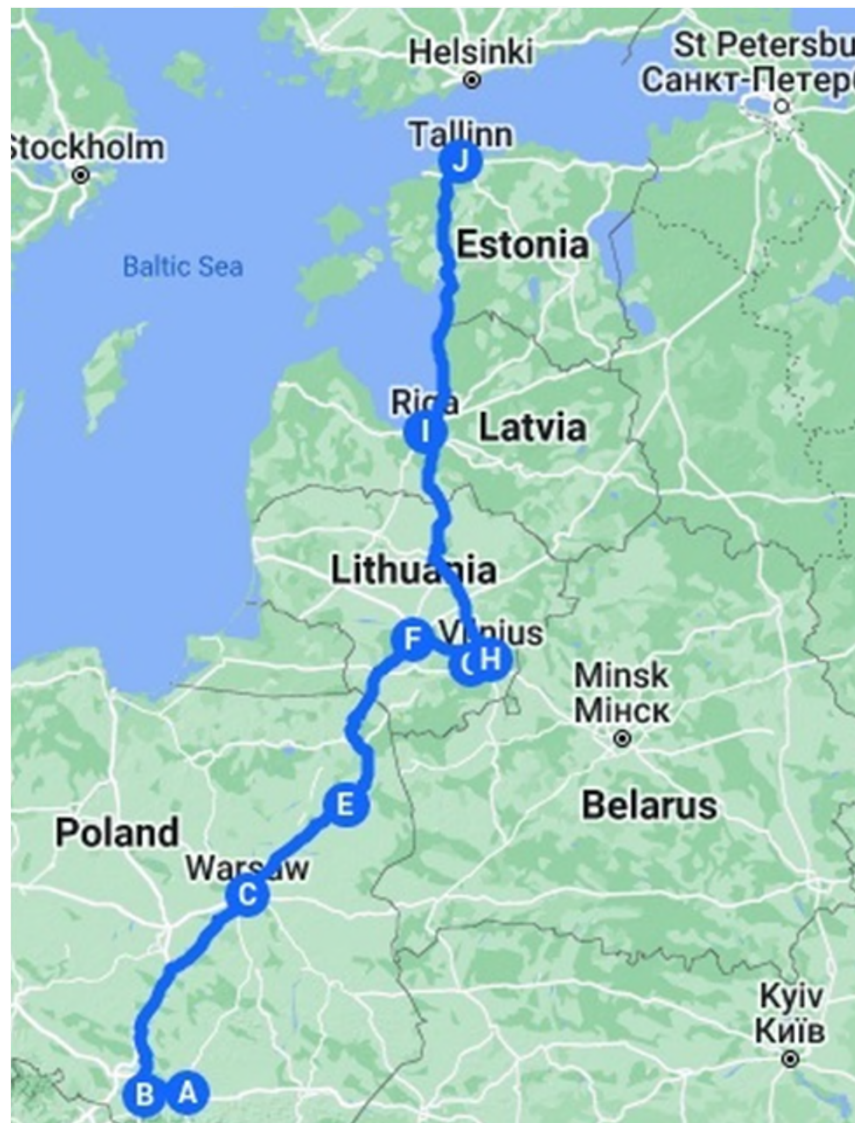 Helsinki
St Petersbu
Санкт-Петер
Tallinn
J
Stockholm
Estonia
Baltic Sea
Riga
I
Latvia
Lithuania
F
Vilnius
H
Minsk
Мінск
E
Belarus
Poland
Warsaw
C
Kyiv
Київ
B
A